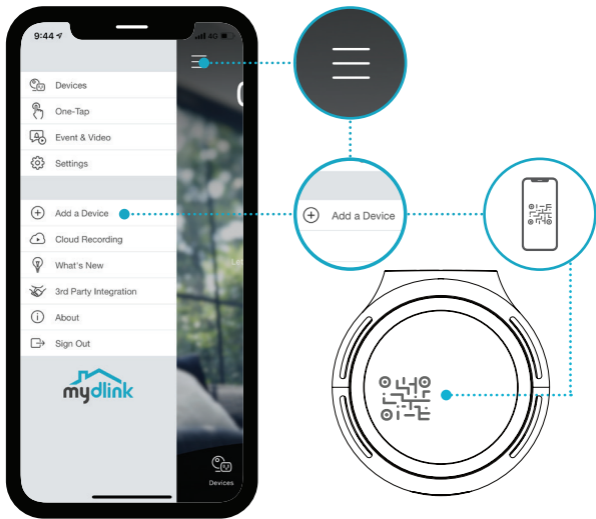 9:44
4G
Devices
One-Tap
Event & Video
Settings
Add a Device
Cloud Recording
What's New
3rd Party Integration
About
Sign Out
mydlink
Devices
Add a Device